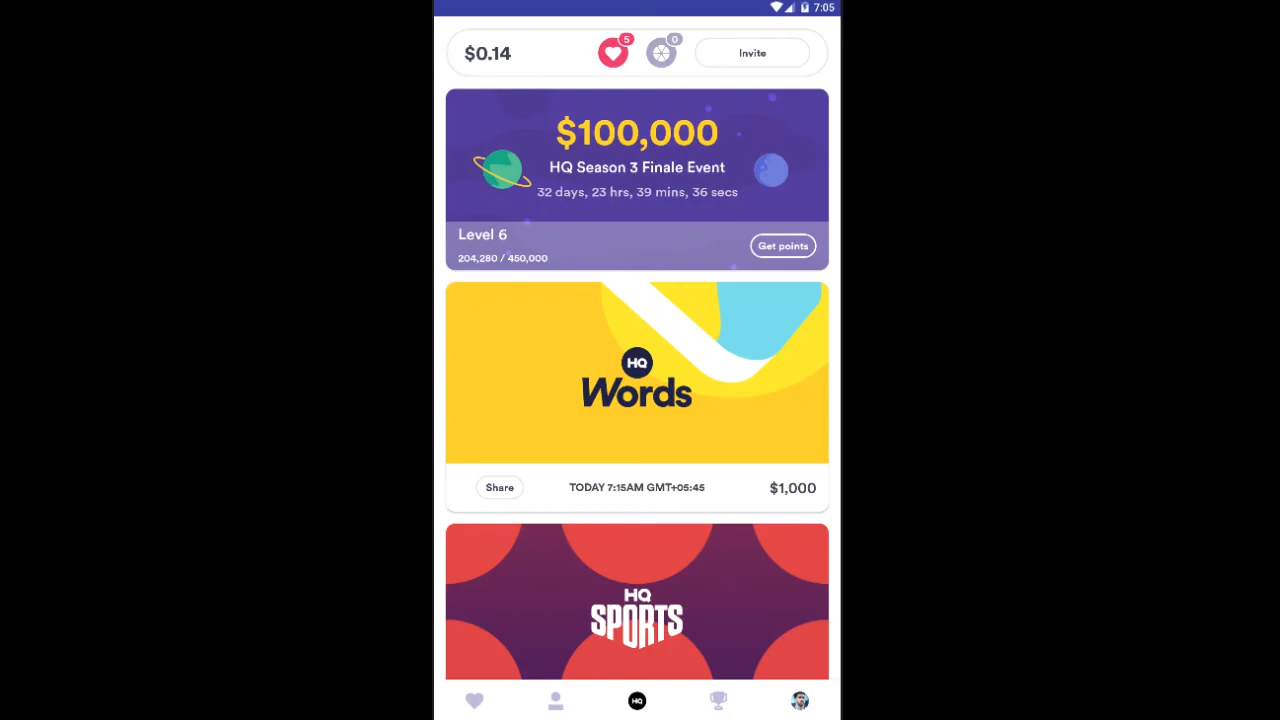 7:05
$0.14
5
0
Invite
$100,000
HQ Season 3 Finale Event
32 days, 23 hrs, 39 mins, 36 secs
Level 6
204,280 / 450,000
Get points
HQ
Words
Share
TODAY 7:15AM GMT+05:45
$1,000
HQ
SPORTS
HQ